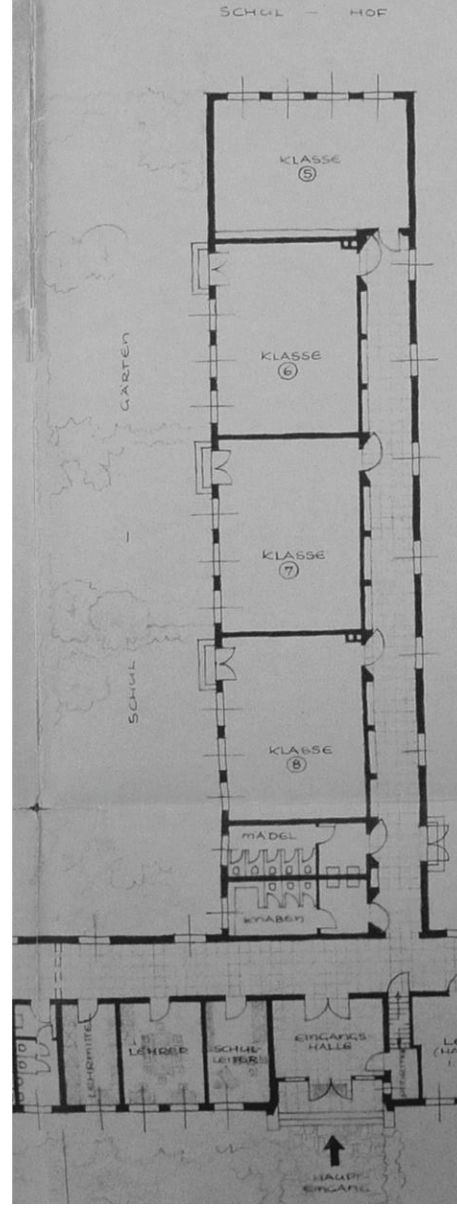 SCHUL - HOF
KLASSE
5
KLASSE
6
KLASSE
7
KLASSE
8
SCHUL - GÄRTEN
MÄDEL
KNABEN
LEHRMITTEL
LEHRER
SCHUL-
LEITER
EINGANGS
HALLE
HAUPT
EINGANG